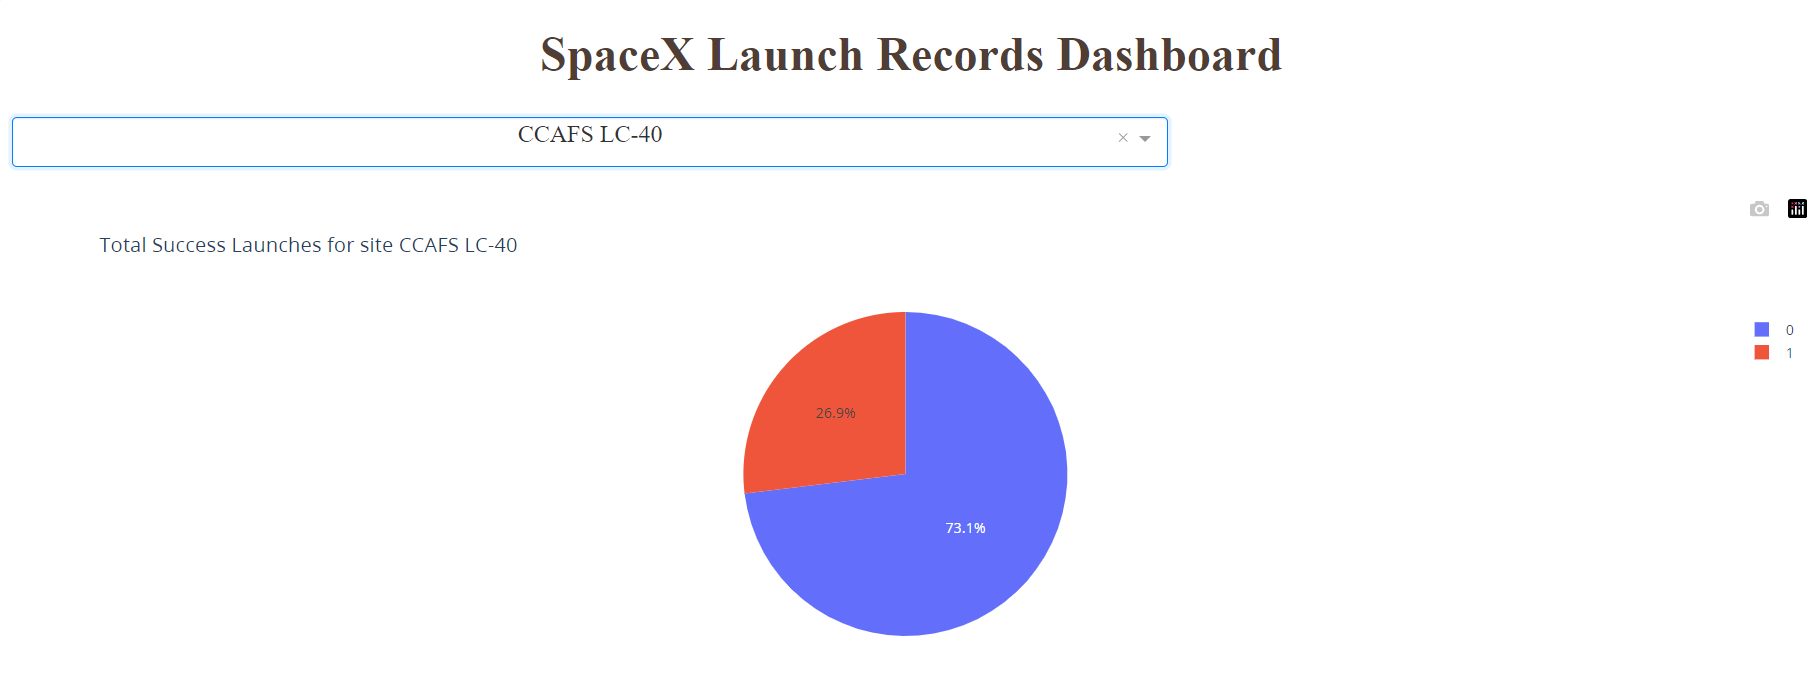 SpaceX Launch Records Dashboard
CCAFS LC-40
Total Success Launches for site CCAFS LC-40
0
1
26.9%
73.1%